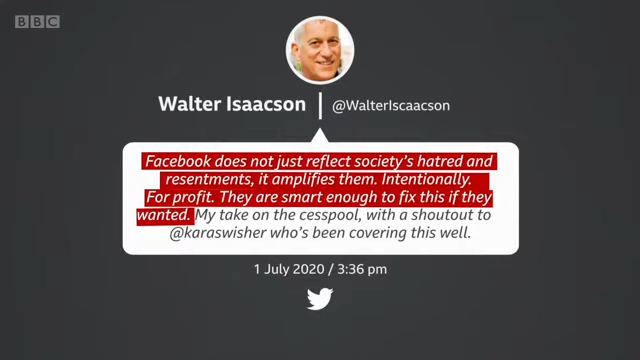 BBC
Walter Isaacson | @WalterIscaacson
Facebook does not just reflect society's hatred and
resentments, it amplifies them. Intentionally.
For profit. They are smart enough to fix this if they
wanted. My take on the cesspool, with a shoutout to
@karaswisher who's been covering this well.
1 July 2020 / 3:36 pm